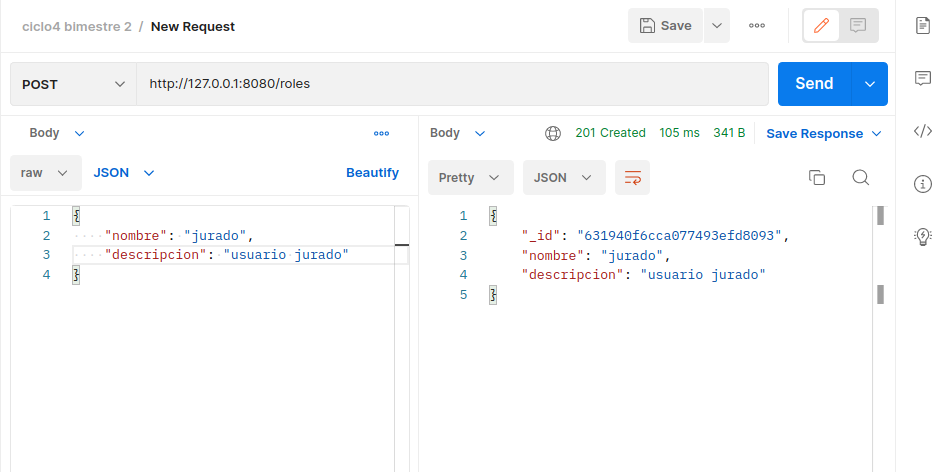 ciclo4 bimestre 2 / New Request
Save
POST http://127.0.0.1:8080/roles
Send
Body
raw JSON Beautify
1 {
2 "nombre": "jurado",
3 "descripcion": "usuario jurado"
4 }
Body 201 Created 105 ms 341 B Save Response
Pretty JSON
1 {
2 "_id": "631940f6cca077493efd8093",
3 "nombre": "jurado",
4 "descripcion": "usuario jurado"
5 }